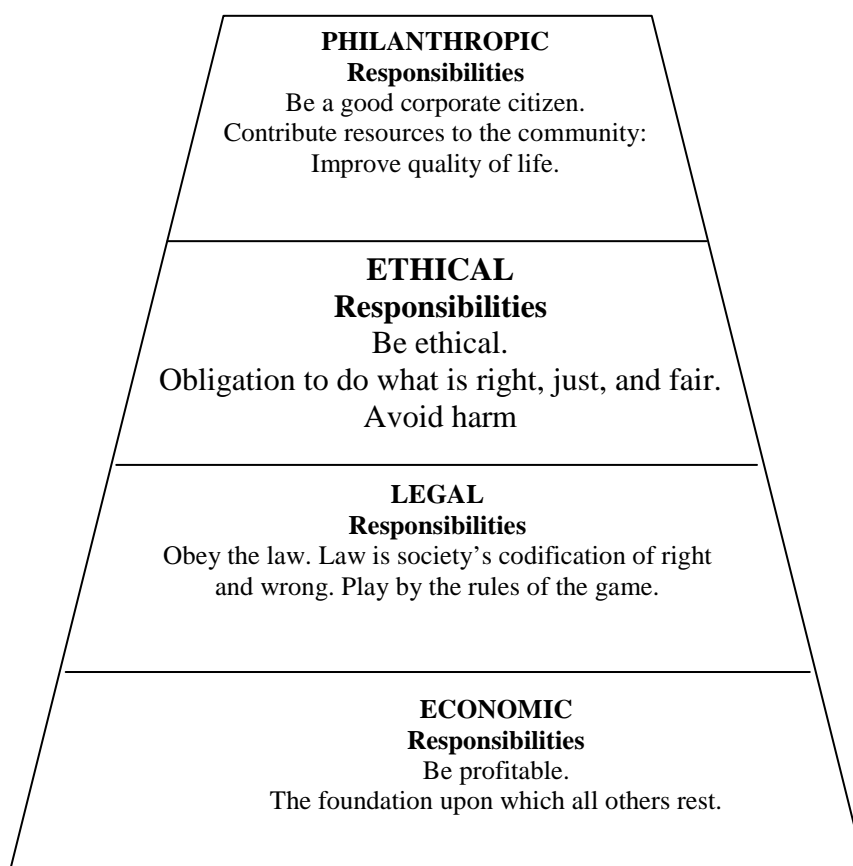 PHILANTHROPIC
Responsibilities
Be a good corporate citizen.
Contribute resources to the community:
Improve quality of life.
ETHICAL
Responsibilities
Be ethical.
Obligation to do what is right, just, and fair.
Avoid harm
LEGAL
Responsibilities
Obey the law. Law is society’s codification of right
and wrong. Play by the rules of the game.
ECONOMIC
Responsibilities
Be profitable.
The foundation upon which all others rest.